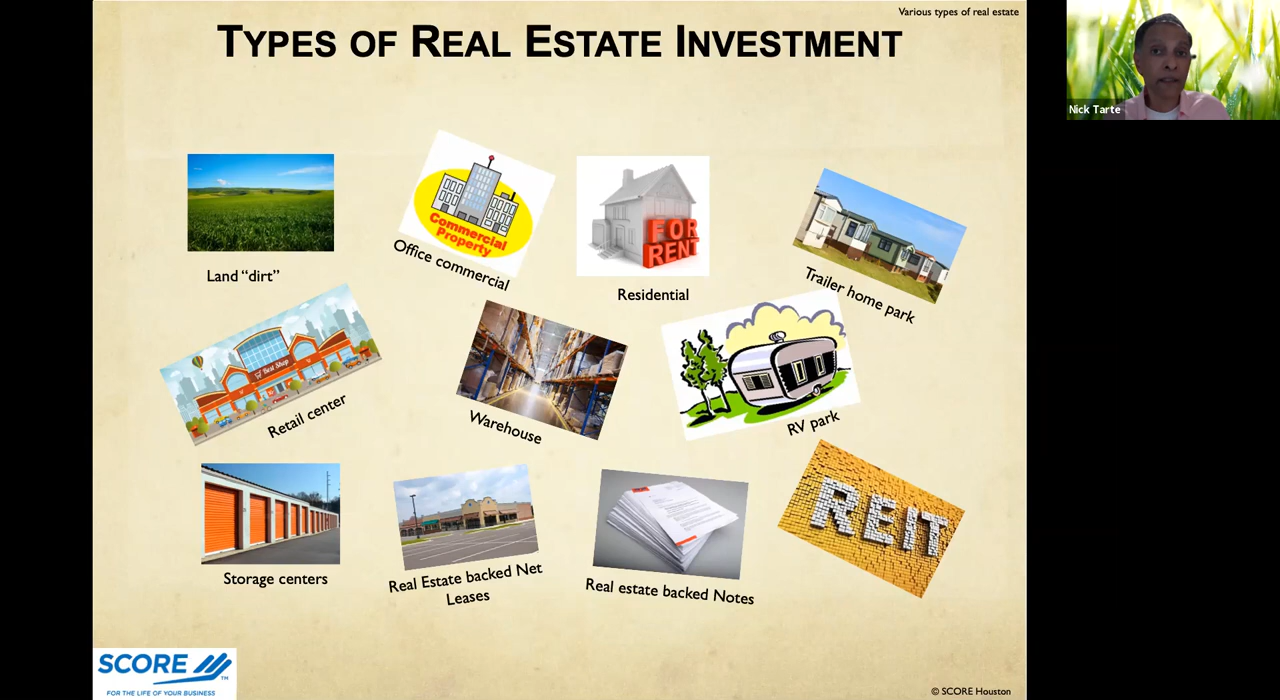 Various types of real estate
TYPES OF REAL ESTATE INVESTMENT
Nick Tarte
Commercial
Property
Office commercial
FOR
RENT
Land “dirt”
Residential
Trailer home park
Best Shop
Retail center
Warehouse
RV park
Storage centers
Real Estate backed Net
Leases
Real estate backed Notes
REIT
SCORE TM
FOR THE LIFE OF YOUR BUSINESS
© SCORE Houston